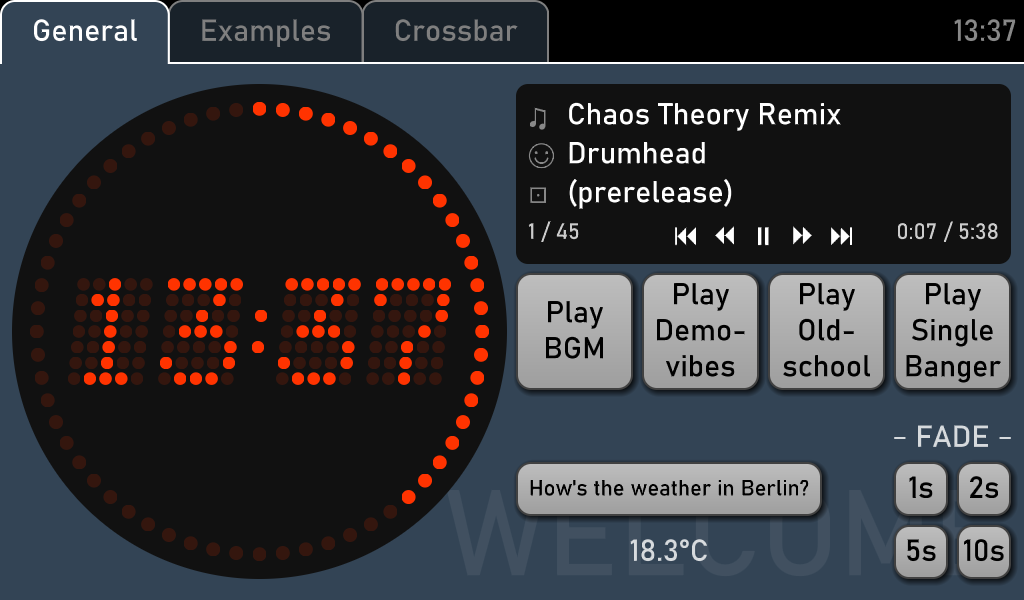 General
Examples
Crossbar
13:37
13:37
Chaos Theory Remix
Drumhead
(prerelease)
1 / 45
0:07 / 5:38
Play
BGM
Play
Demo-
vibes
Play
Old-
school
Play
Single
Banger
- FADE -
How's the weather in Berlin?
1s
2s
18.3°C
5s
10s
WELCOME